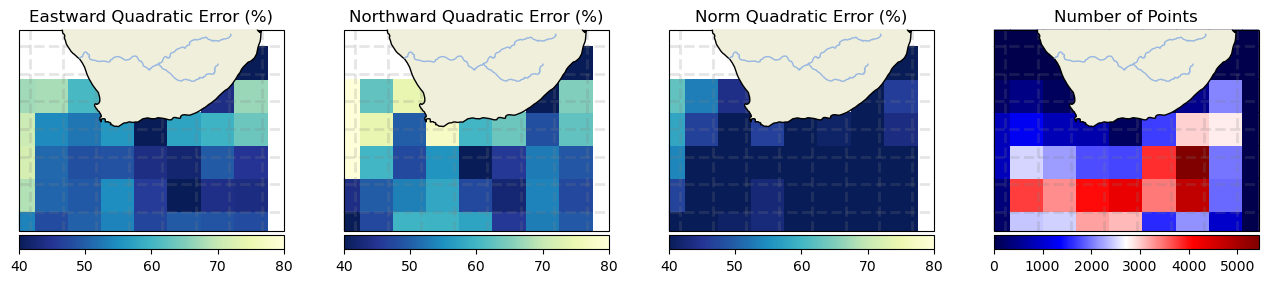 Eastward Quadratic Error (%)
Northward Quadratic Error (%)
Norm Quadratic Error (%)
Number of Points
40 50 60 70 80
40 50 60 70 80
40 50 60 70 80
0 1000 2000 3000 4000 5000